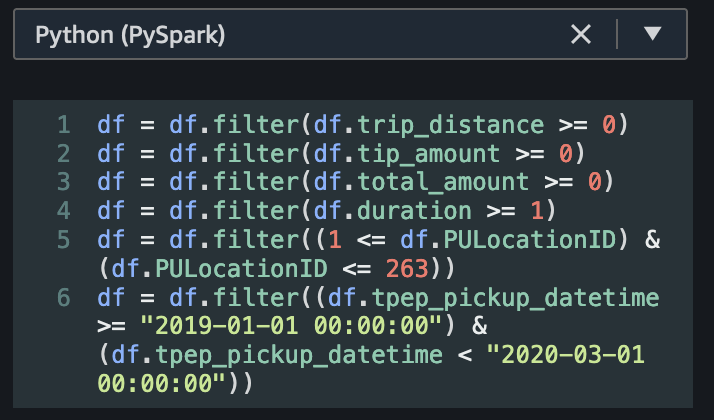 Python (PySpark)
1 df = df.filter(df.trip_distance >= 0)
2 df = df.filter(df.tip_amount >= 0)
3 df = df.filter(df.total_amount >= 0)
4 df = df.filter(df.duration >= 1)
5 df = df.filter((1 <= df.PULocationID) &
(df.PULocationID <= 263))
6 df = df.filter((df.tpep_pickup_datetime
>= "2019-01-01 00:00:00") &
(df.tpep_pickup_datetime < "2020-03-01
00:00:00"))